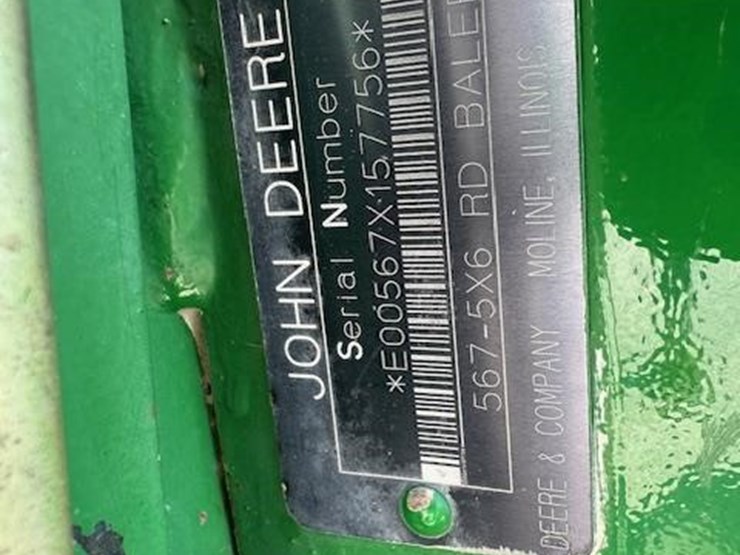 JOHN DEERE
Serial Number
*E00567X157756*
567-5X6 RD BALER
DEERE & COMPANY MOLINE, ILLINOIS